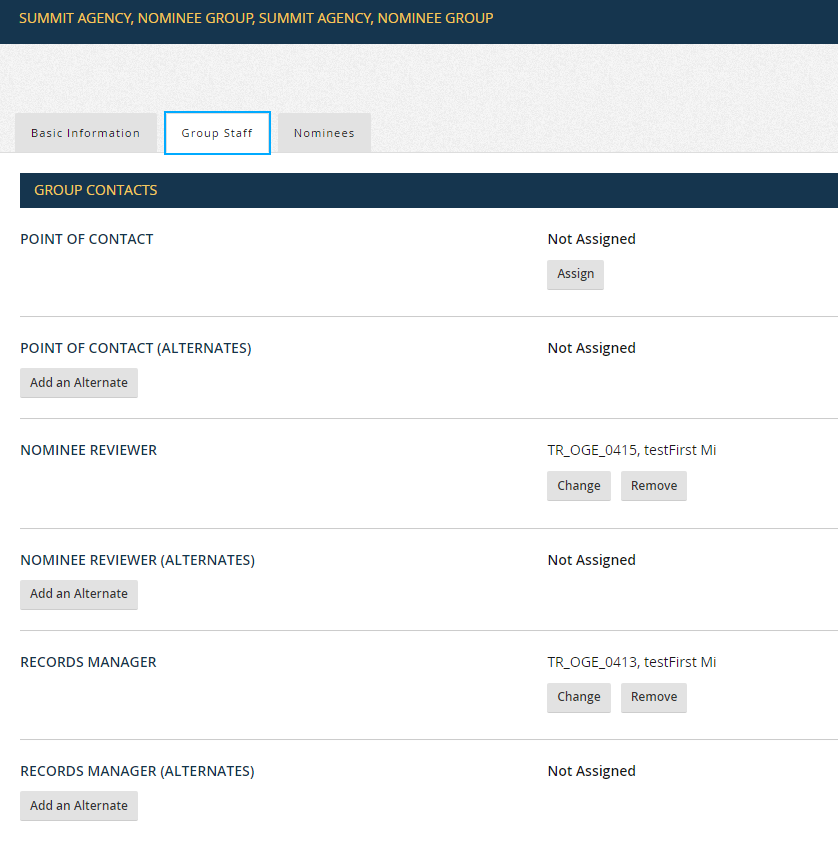 SUMMIT AGENCY, NOMINEE GROUP, SUMMIT AGENCY, NOMINEE GROUP
Basic Information Group Staff Nominees
GROUP CONTACTS
POINT OF CONTACT Not Assigned
Assign
POINT OF CONTACT (ALTERNATES) Not Assigned
Add an Alternate
NOMINEE REVIEWER TR_OGE_0415, testFirst Mi
Change Remove
NOMINEE REVIEWER (ALTERNATES) Not Assigned
Add an Alternate
RECORDS MANAGER TR_OGE_0413, testFirst Mi
Change Remove
RECORDS MANAGER (ALTERNATES) Not Assigned
Add an Alternate